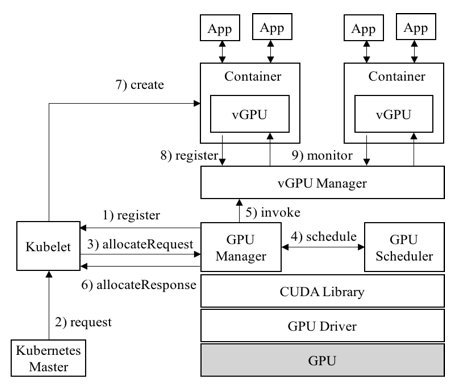 App
App
App
App
7) create
Container
Container
vGPU
vGPU
8) register
9) monitor
vGPU Manager
1) register
5) invoke
Kubelet
3) allocateRequest
GPU
Manager
4) schedule
GPU
Scheduler
6) allocateResponse
CUDA Library
2) request
GPU Driver
Kubernetes
Master
GPU